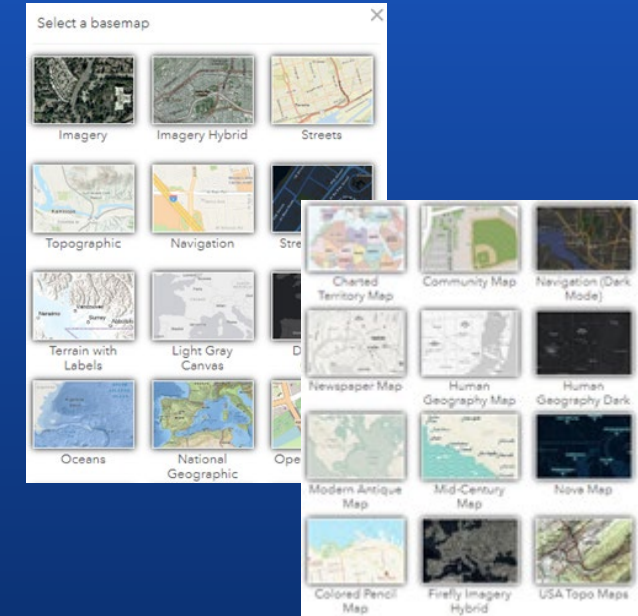 Select a basemap
×
Imagery
Imagery Hybrid
Streets
Topographic
Navigation
Stre
Terrain with
Labels
Light Gray
Canvas
D
Oceans
National
Geographic
Ope
Charted
Territory Map
Community Map
Navigation (Dark
Mode)
Newspaper Map
Human
Geography Map
Human
Geography Dark
Modern Antique
Map
Mid-Century
Map
Nova Map
Colored Pencil
Map
Firefly Imagery
Hybrid
USA Topo Maps